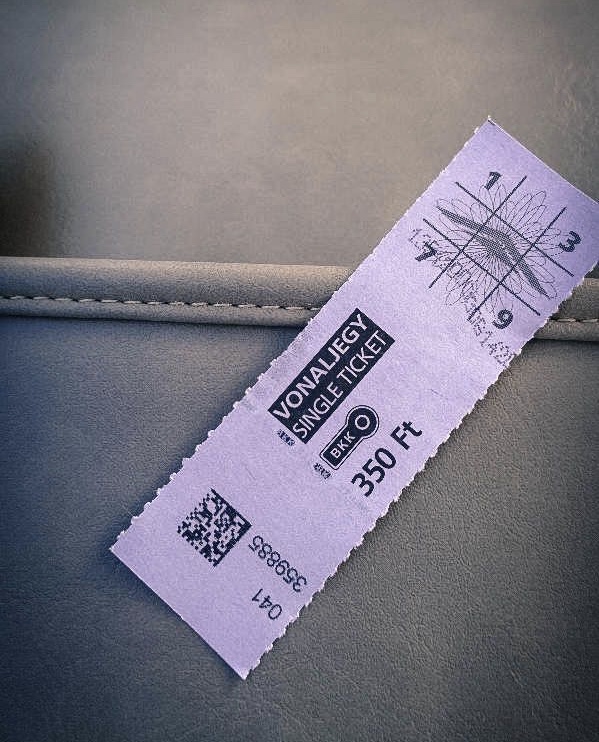 1
3
7
9
VONALJEGY
SINGLE TICKET
BKK
350 Ft
359885
041